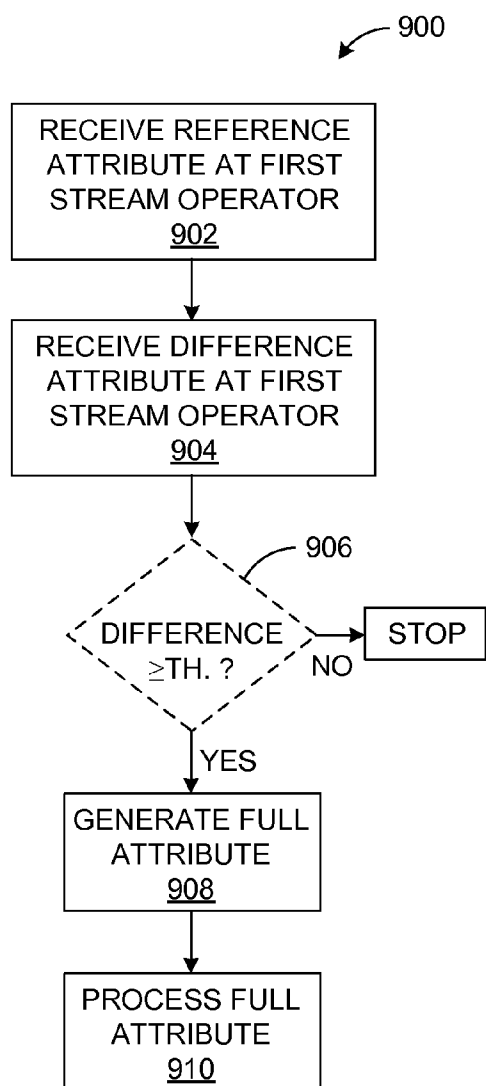 900
RECEIVE REFERENCE
ATTRIBUTE AT FIRST
STREAM OPERATOR
902
RECEIVE DIFFERENCE
ATTRIBUTE AT FIRST
STREAM OPERATOR
904
906
DIFFERENCE
≥TH. ?
NO
STOP
YES
GENERATE FULL
ATTRIBUTE
908
PROCESS FULL
ATTRIBUTE
910